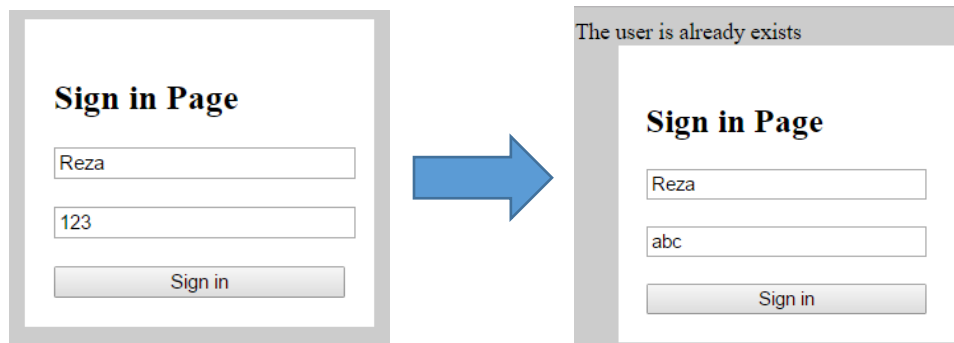 Sign in Page
Reza
123
Sign in
The user is already exists
Sign in Page
Reza
abc
Sign in